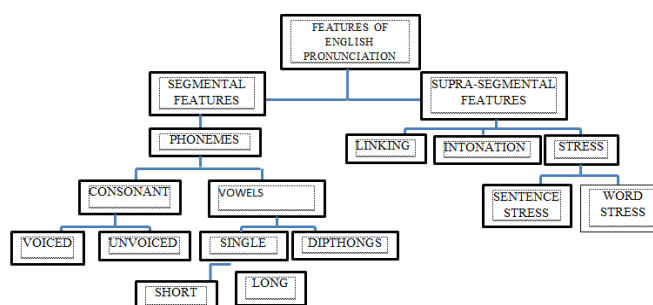 FEATURES OF
ENGLISH
PRONUNCIATION
SEGMENTAL
FEATURES
SUPRA-SEGMENTAL
FEATURES
PHONEMES
LINKING
INTONATION
STRESS
CONSONANT
VOWELS
SENTENCE
STRESS
WORD
STRESS
VOICED
UNVOICED
SINGLE
DIPTHONGS
SHORT
LONG